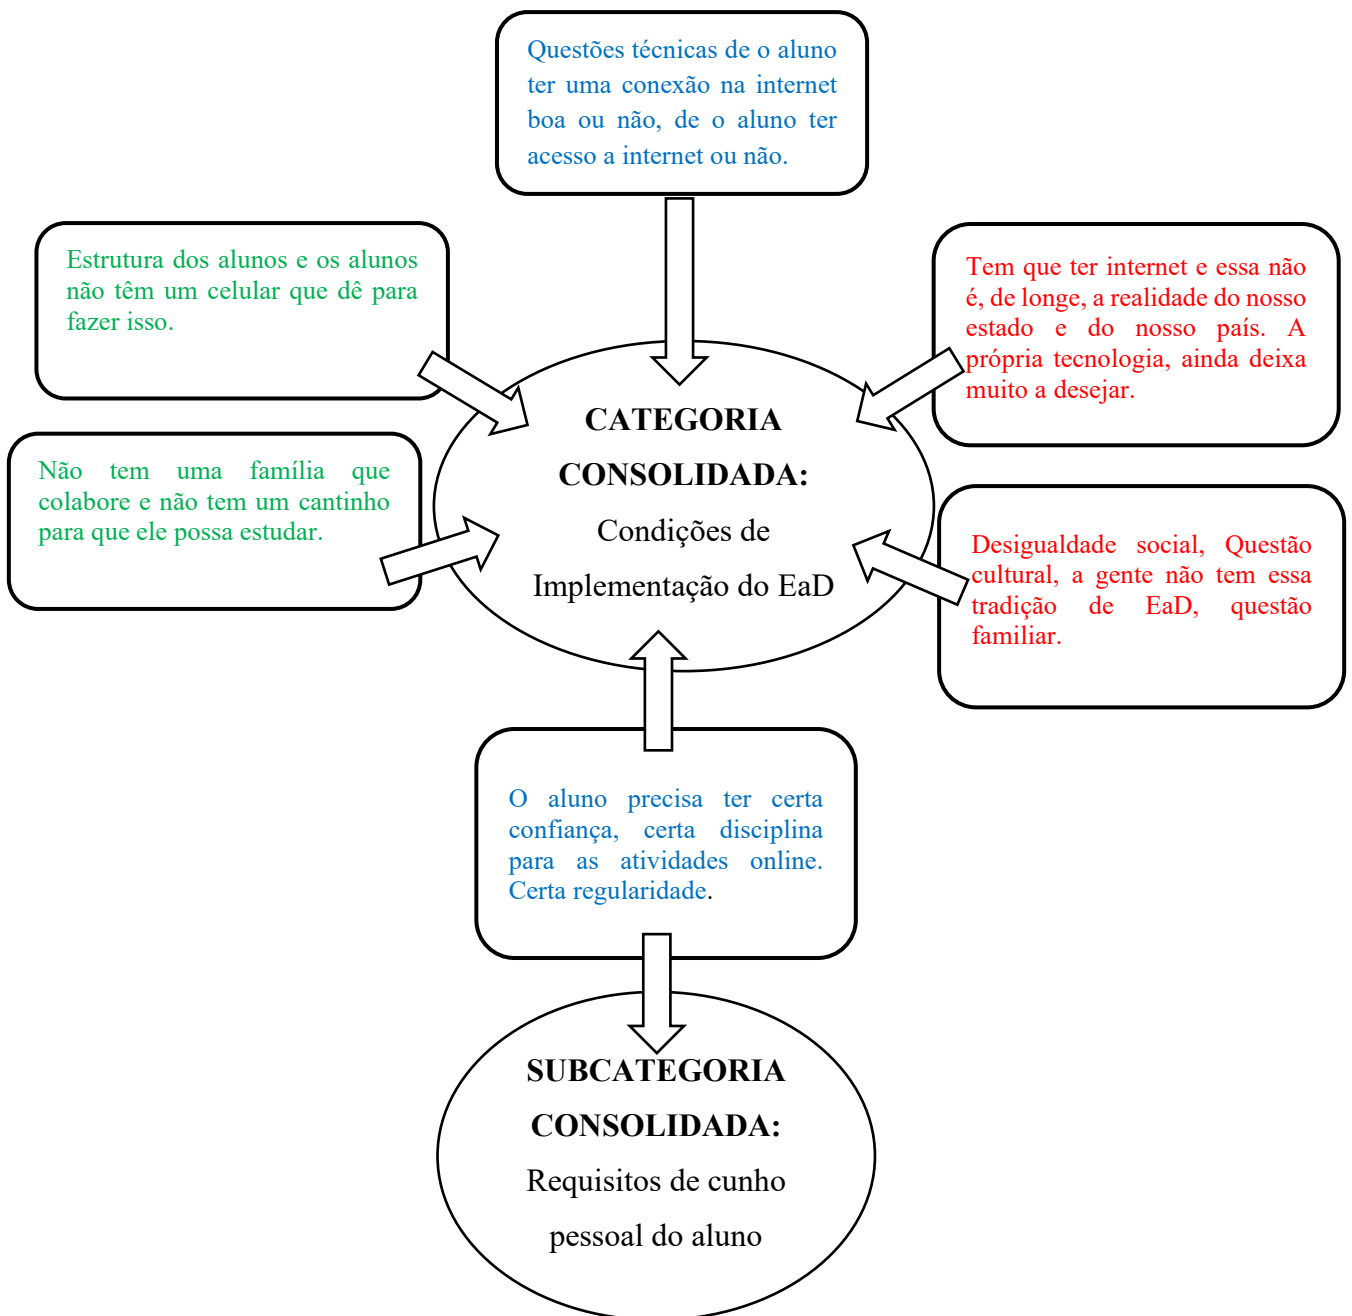 Questões técnicas de o aluno
ter uma conexão na internet
boa ou não, de o aluno ter
acesso a internet ou não.
Estrutura dos alunos e os alunos
não têm um celular que dê para
fazer isso.
Tem que ter internet e essa não
é, de longe, a realidade do nosso
estado e do nosso país. A
própria tecnologia, ainda deixa
muito a desejar.
Não tem uma família que
colabore e não tem um cantinho
para que ele possa estudar.
CATEGORIA
CONSOLIDADA:
Condições de
Implementação do EaD
Desigualdade social, Questão
cultural, a gente não tem essa
tradição de EaD, questão
familiar.
O aluno precisa ter certa
confiança, certa disciplina
para as atividades online.
Certa regularidade.
SUBCATEGORIA
CONSOLIDADA:
Requisitos de cunho
pessoal do aluno